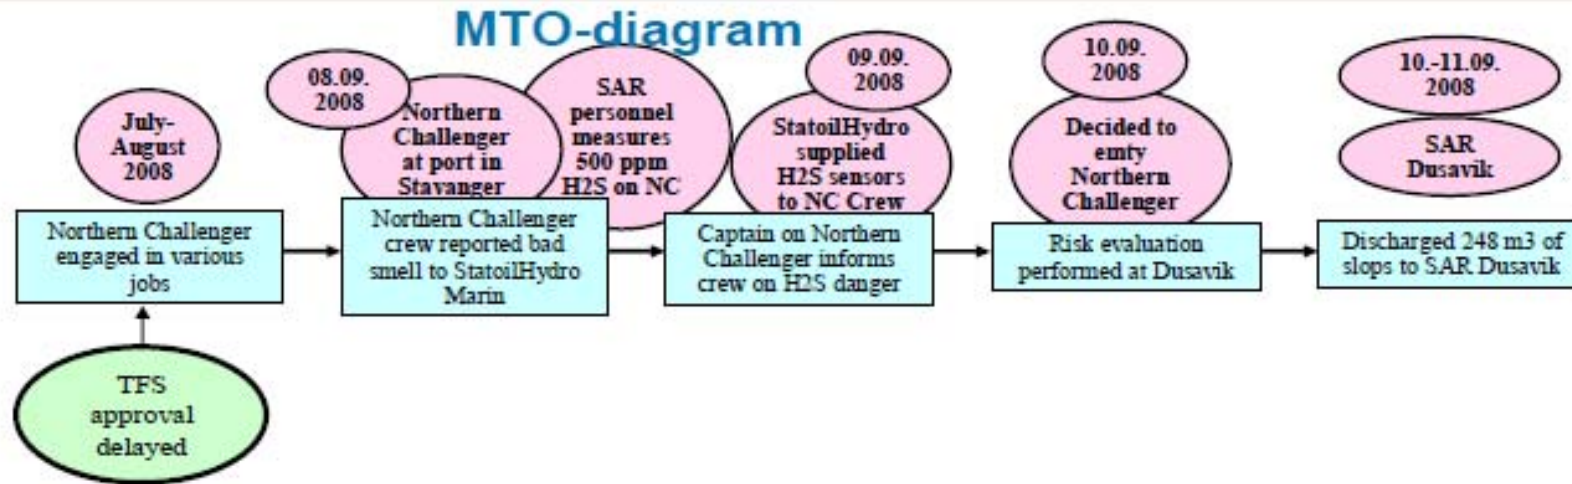 MTO-diagram
July-
August
2008
Northern Challenger
engaged in various
jobs
TFS
approval
delayed
08.09.
2008
Northern
Challenger
at port in
Stavanger
SAR
personnel
measures
500 ppm
H2S on NC
Northern Challenger
crew reported bad
smell to StatoilHydro
Marin
09.09.
2008
StatoilHydro
supplied
H2S sensors
to NC Crew
Captain on Northern
Challenger informs
crew on H2S danger
10.09.
2008
Decided to
emty
Northern
Challenger
Risk evaluation
performed at Dusavik
10.-11.09.
2008
SAR
Dusavik
Discharged 248 m3 of
slops to SAR Dusavik